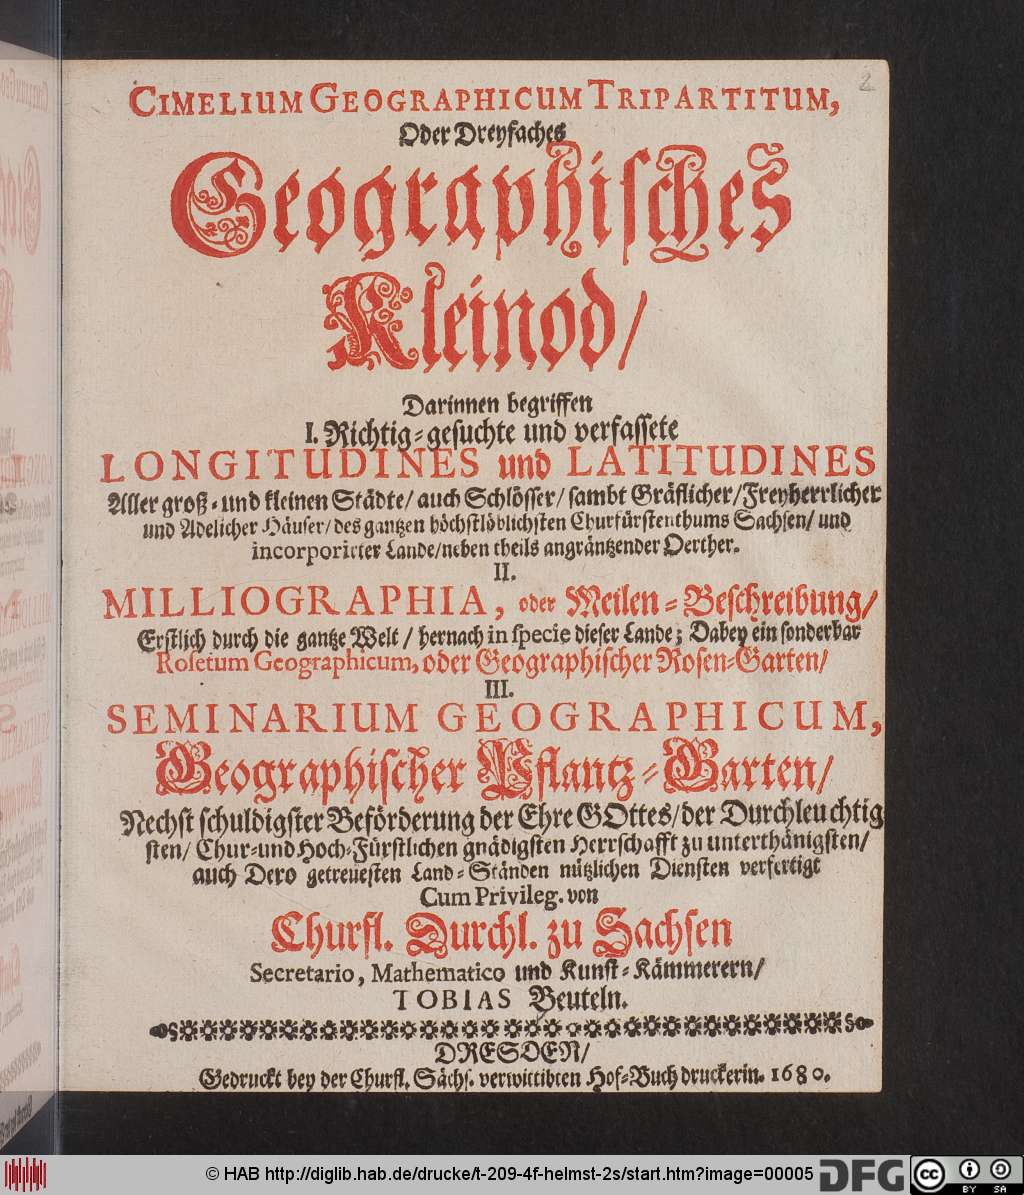 2
CIMELIUM GEOGRAPHICUM TRIPARTITUM,
Oder Dreyfaches
Geographisches
Kleinod/
Darinnen begriffen
I. Richtig-gesuchte und verfassete
LONGITUDINES und LATITUDINES
Aller groß- und kleinen Städte/ auch Schlösser/ sambt Gräflicher/ Freyherrlicher
und Adelicher Häuser/ des gantzen höchstlöblichsten Churfürstenthums Sachsen/ und
incorporirter Lande/ neben theils angräntzender Oerther.
II.
MILLIOGRAPHIA, oder Meilen-Beschreibung/
Erstlich durch die gantze Welt/ hernach in specie dieser Lande; Dabey ein sonderbar
Rosetum Geographicum, oder Geographischer Rosen-Garten/
III.
SEMINARIUM GEOGRAPHICUM,
Geographischer Pflantz-Garten/
Nechst schuldigster Beförderung der Ehre GOttes/ der Durchleuchtig
sten/ Chur- und Hoch-Fürstlichen gnädigsten Herrschafft zu unterthänigsten/
auch Dero getreuesten Land-Ständen nützlichen Diensten verfertigt
Cum Privileg. von
Churfl. Durchl. zu Sachsen
Secretario, Mathematico und Kunst-Kämmerern/
TOBIAS Beuteln.
DRESDEN/
Gedruckt bey der Churfl. Sächs. verwittibten Hof-Buchdruckerin. 1680.
© HAB http://diglib.hab.de/drucke/t-209-4f-helmst-2s/start.htm?image=00005
DFG
cc BY SA